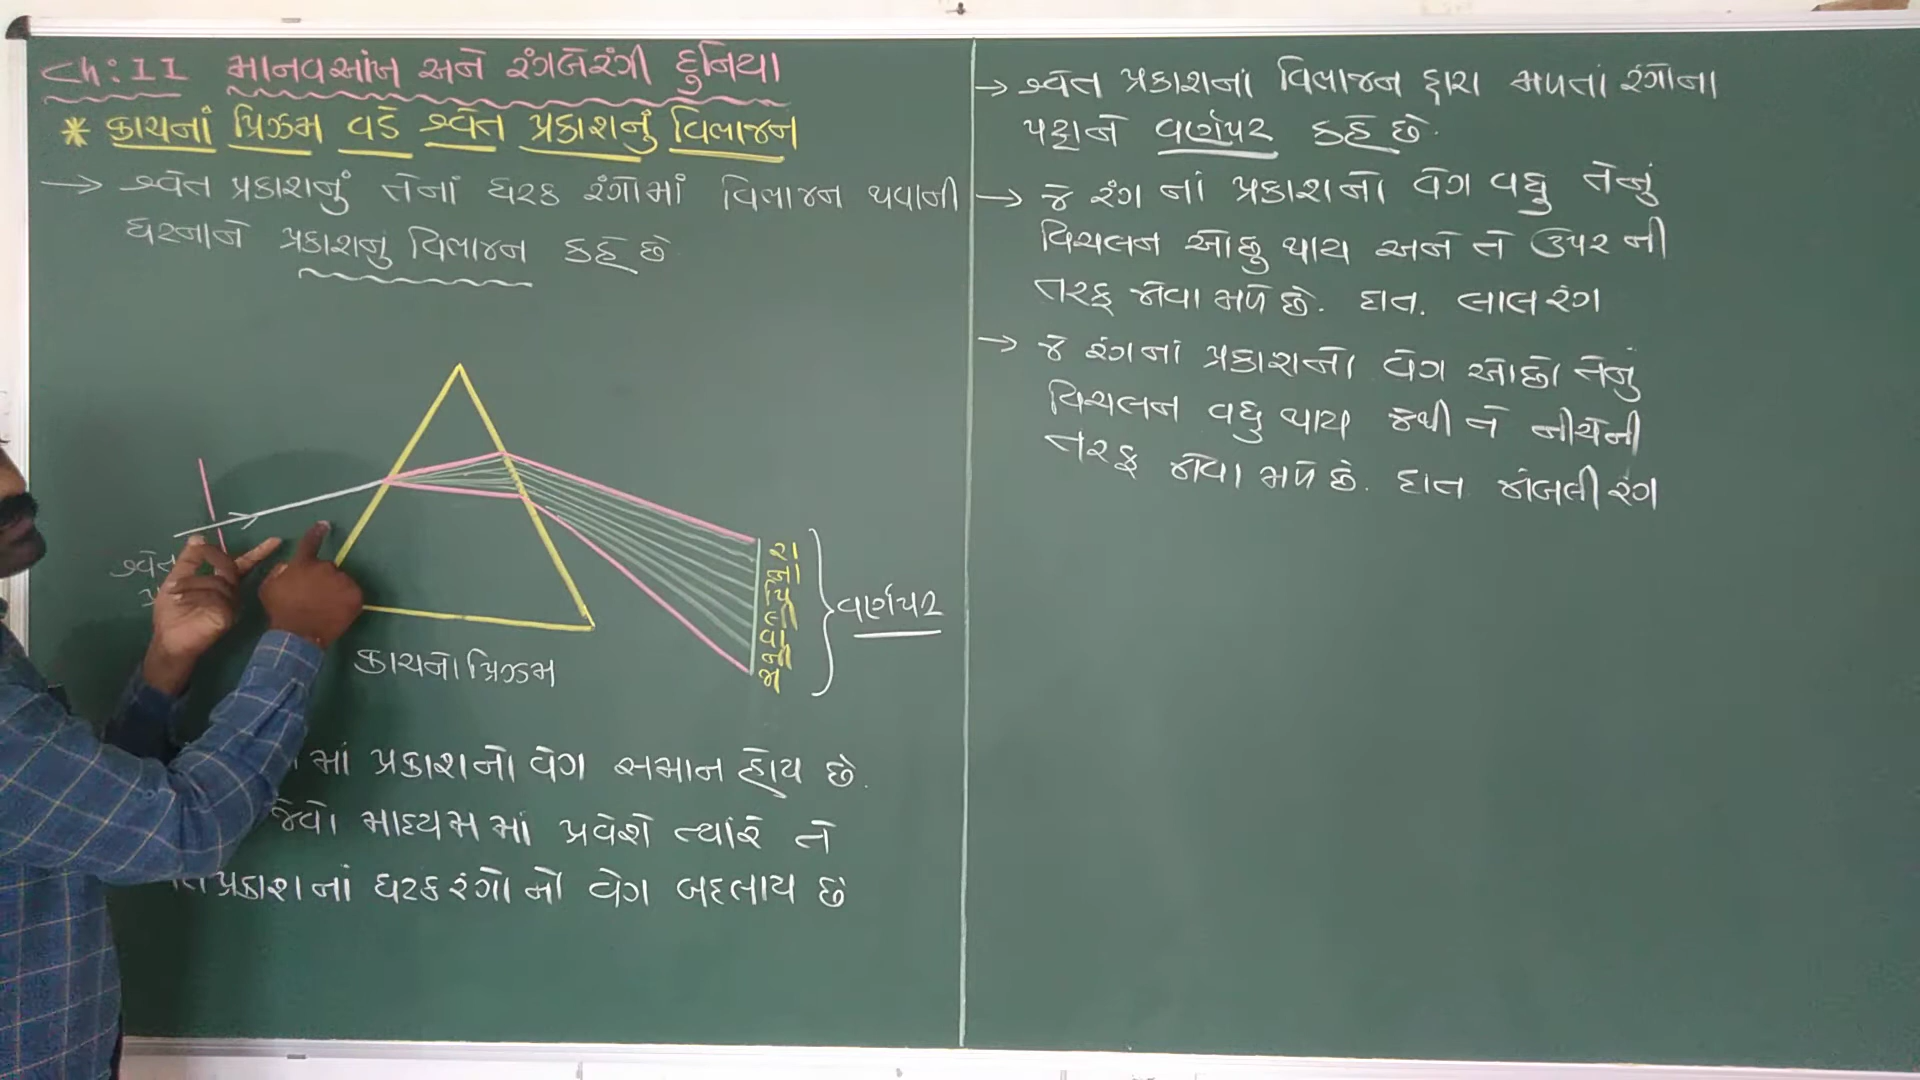 Ch: II માનવઆંખ અને રંગબેરંગી દુનિયા
* કાચનાં પ્રિઝમ વડે શ્વેત પ્રકાશનું વિભાજન
→ શ્વેત પ્રકાશનું તેનાં ઘટક રંગોમાં વિભાજન થવાની
ઘટનાને પ્રકાશનું વિભાજન કહે છે
શ્વેત
રા
ના
પિ
લી
વા
ની
જા
વર્ણપટ
કાચનો પ્રિઝમ
માં પ્રકાશનો વેગ સમાન હોય છે.
જેવો માધ્યમ માં પ્રવેશે ત્યારે તે
પ્રકાશનાં ઘટક રંગોનો વેગ બદલાય છે
→ શ્વેત પ્રકાશનાં વિભાજન દ્વારા મળતાં રંગોના
પટ્ટાને વર્ણપટ કહે છે.
→ જે રંગ નાં પ્રકાશનો વેગ વધુ તેનું
વિચલન ઓછુ થાય અને તે ઉપર ની
તરફ જોવા મળે છે. દાત. લાલ રંગ
→ જે રંગનાં પ્રકાશનો વેગ ઓછો તેનું
વિચલન વધુ થાય જેથી તે નીચેની
તરફ જોવા મળે છે. દાત જાંબલી રંગ